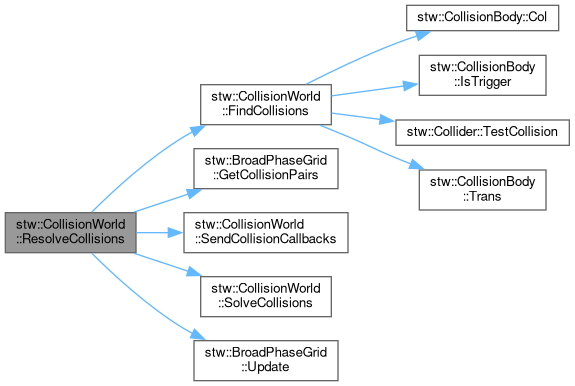 stw::CollisionWorld
::ResolveCollisions
stw::CollisionWorld
::FindCollisions
stw::BroadPhaseGrid
::GetCollisionPairs
stw::CollisionWorld
::SendCollisionCallbacks
stw::CollisionWorld
::SolveCollisions
stw::BroadPhaseGrid
::Update
stw::CollisionBody::Col
stw::CollisionBody
::IsTrigger
stw::Collider::TestCollision
stw::CollisionBody
::Trans